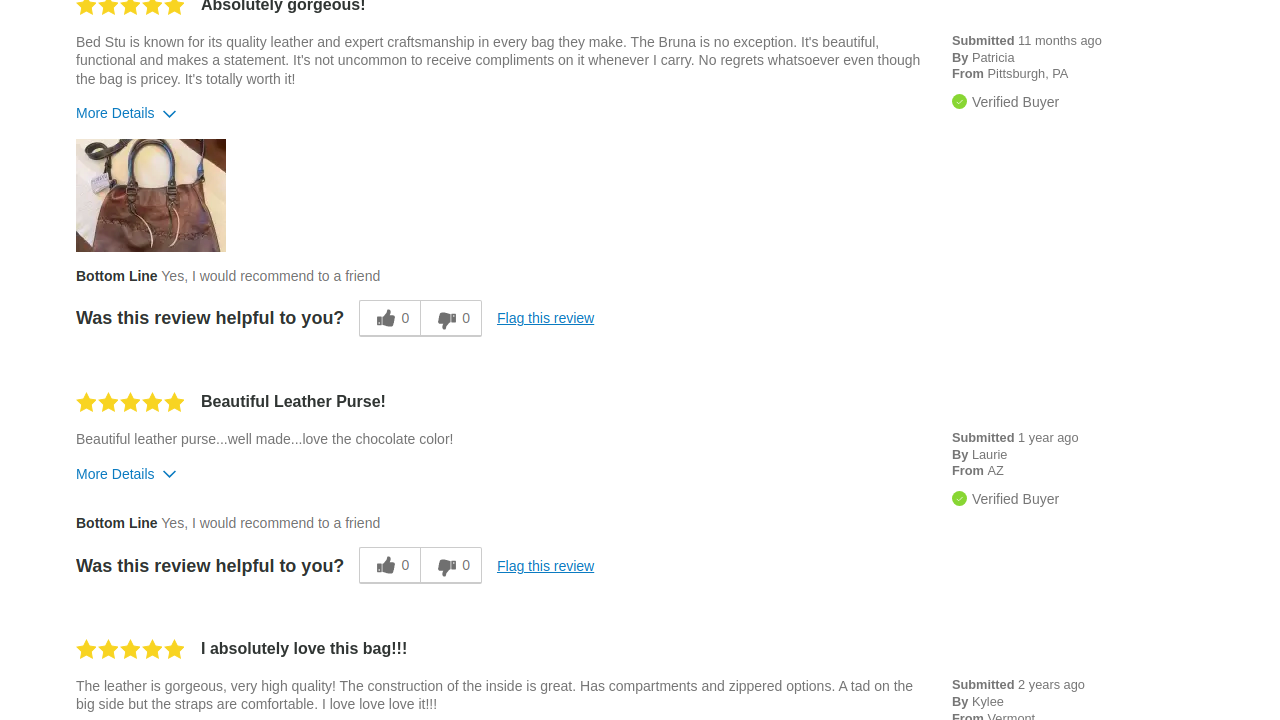 Absolutely gorgeous!
Bed Stu is known for its quality leather and expert craftsmanship in every bag they make. The Bruna is no exception. It's beautiful,
functional and makes a statement. It's not uncommon to receive compliments on it whenever I carry. No regrets whatsoever even though
the bag is pricey. It's totally worth it!
Submitted 11 months ago
By Patricia
From Pittsburgh, PA
Verified Buyer
More Details
Bottom Line Yes, I would recommend to a friend
Was this review helpful to you? 0 0 Flag this review
Beautiful Leather Purse!
Beautiful leather purse...well made...love the chocolate color!
Submitted 1 year ago
By Laurie
From AZ
Verified Buyer
More Details
Bottom Line Yes, I would recommend to a friend
Was this review helpful to you? 0 0 Flag this review
I absolutely love this bag!!!
The leather is gorgeous, very high quality! The construction of the inside is great. Has compartments and zippered options. A tad on the
big side but the straps are comfortable. I love love love it!!!
Submitted 2 years ago
By Kylee
From Vermont